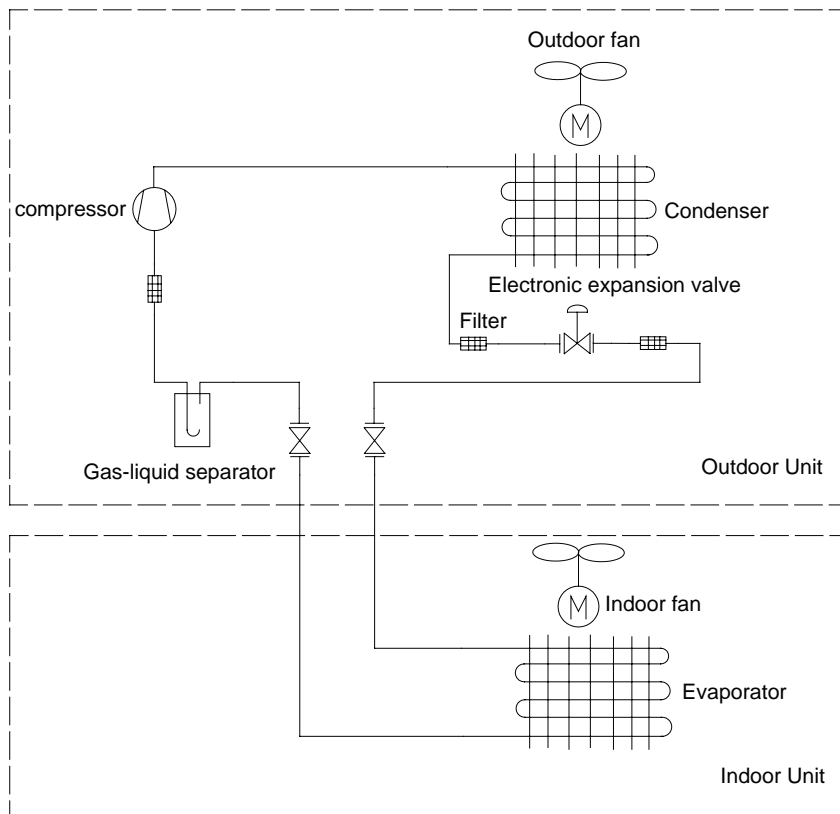 Outdoor fan
M
compressor
Condenser
Electronic expansion valve
Filter
Gas-liquid separator
Outdoor Unit
M
Indoor fan
Evaporator
Indoor Unit